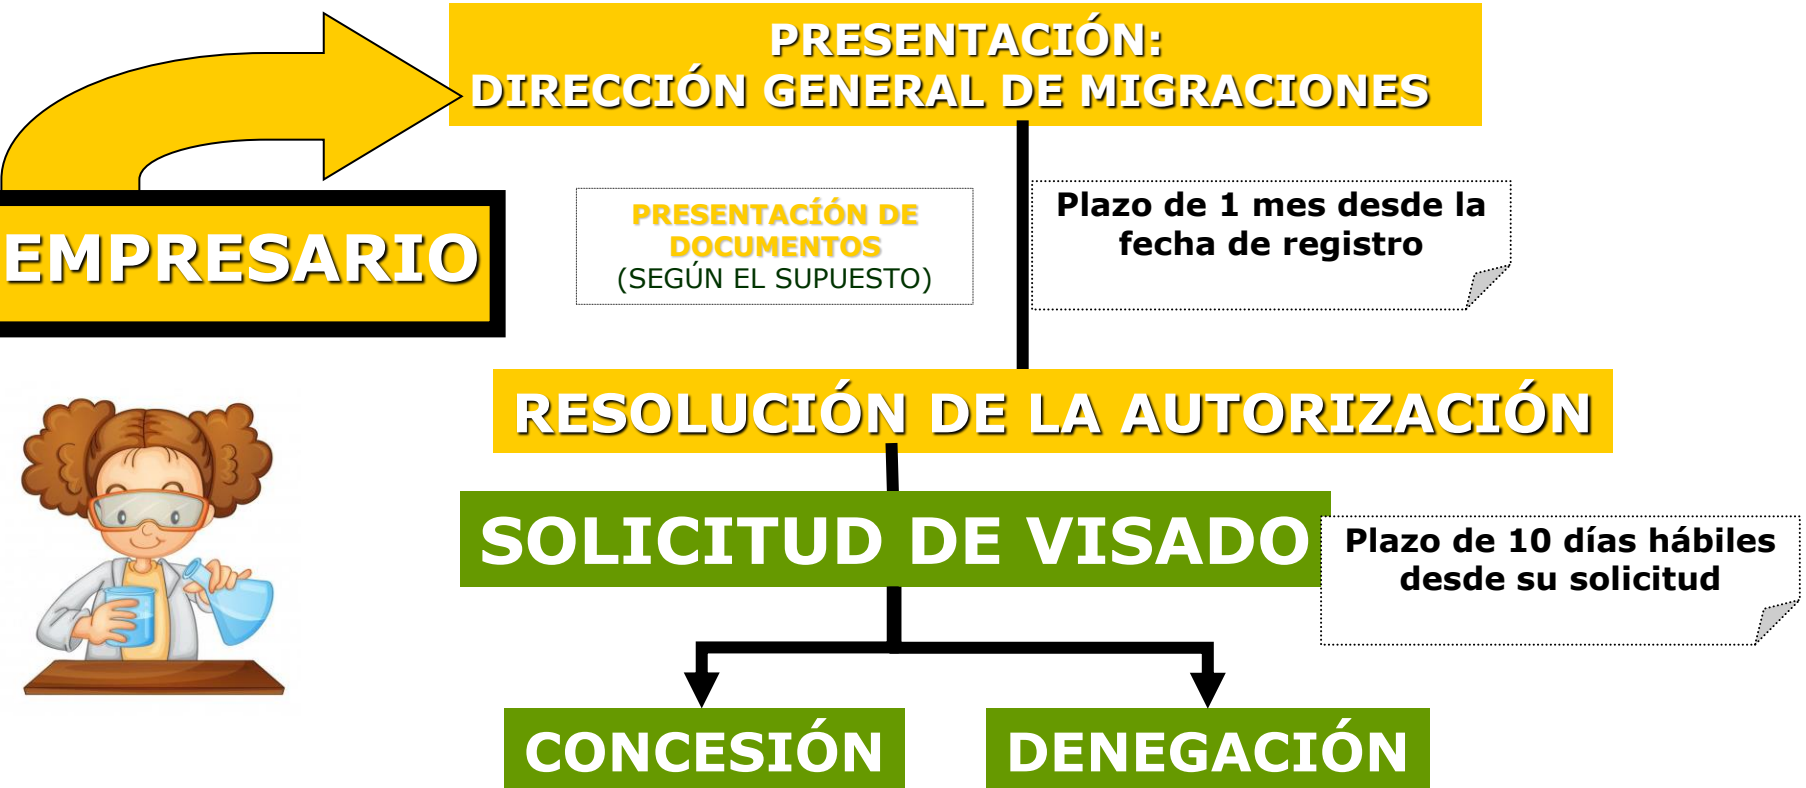 PRESENTACIÓN:
DIRECCIÓN GENERAL DE MIGRACIONES
EMPRESARIO
PRESENTACÍÓN DE
DOCUMENTOS
(SEGÚN EL SUPUESTO)
Plazo de 1 mes desde la
fecha de registro
RESOLUCIÓN DE LA AUTORIZACIÓN
SOLICITUD DE VISADO
Plazo de 10 días hábiles
desde su solicitud
CONCESIÓN
DENEGACIÓN